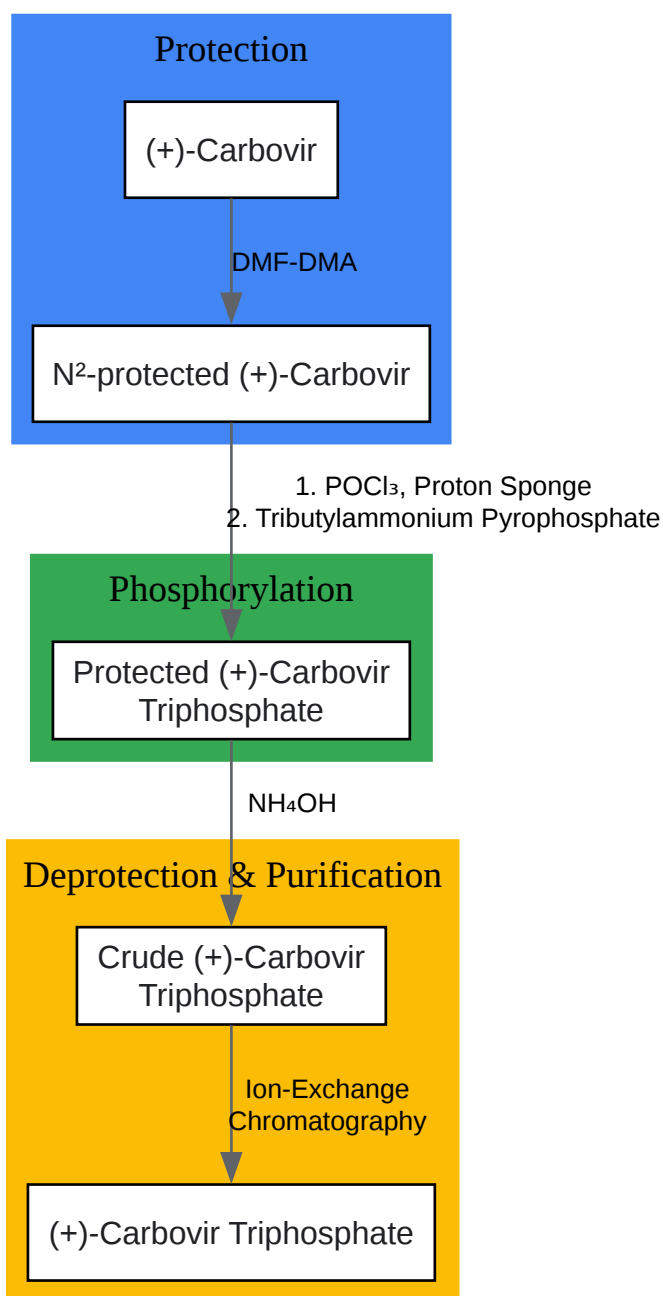 Protection
(+)-Carbovir
DMF-DMA
N²-protected (+)-Carbovir
1. POCl₃, Proton Sponge
2. Tributylammonium Pyrophosphate
Phosphorylation
Protected (+)-Carbovir
Triphosphate
NH₄OH
Deprotection & Purification
Crude (+)-Carbovir
Triphosphate
Ion-Exchange
Chromatography
(+)-Carbovir Triphosphate